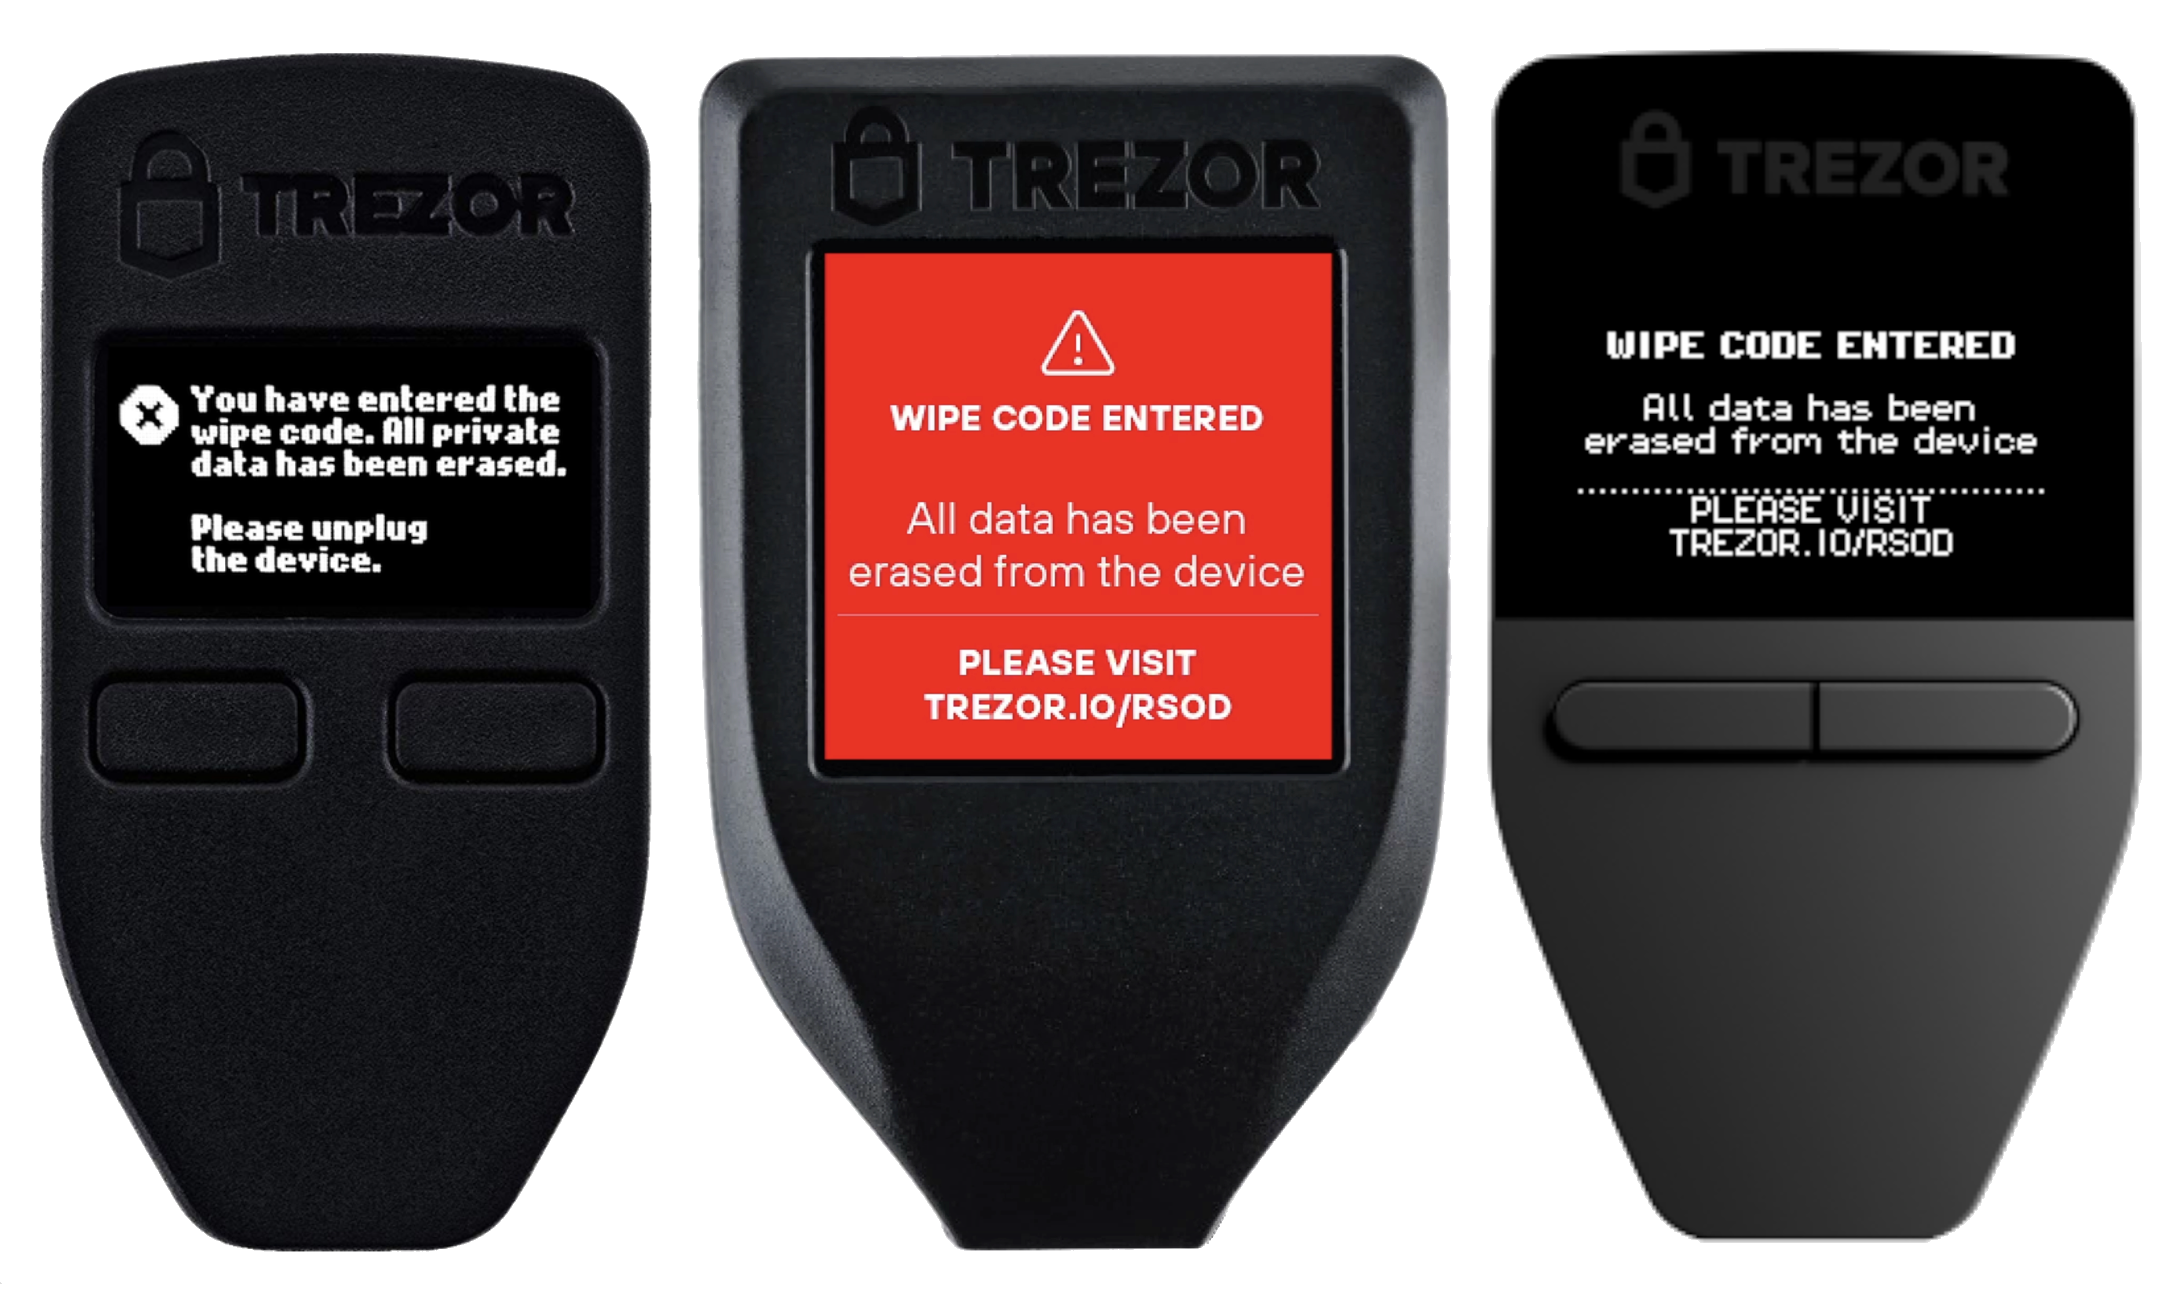 TREZOR
You have entered the
wipe code. All private
data has been erased.
Please unplug
the device.
TREZOR
WIPE CODE ENTERED
All data has been
erased from the device
PLEASE VISIT
TREZOR.IO/RSOD
TREZOR
WIPE CODE ENTERED
All data has been
erased from the device
PLEASE VISIT
TREZOR.IO/RSOD